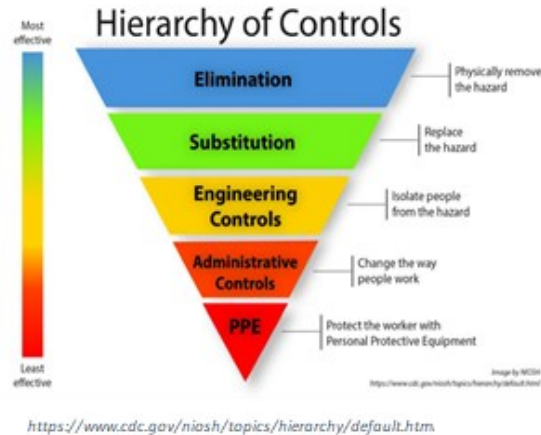 Hierarchy of Controls
Most
effective
Elimination
Physically remove
the hazard
Substitution
Replace
the hazard
Engineering
Controls
Isolate people
from the hazard
Administrative
Controls
Change the way
people work
PPE
Protect the worker with
Personal Protective Equipment
Least
effective
Image by NIOSH
https://www.cdc.gov/niosh/topics/hierarchy/default.html
https://www.cdc.gov/niosh/topics/hierarchy/default.htm